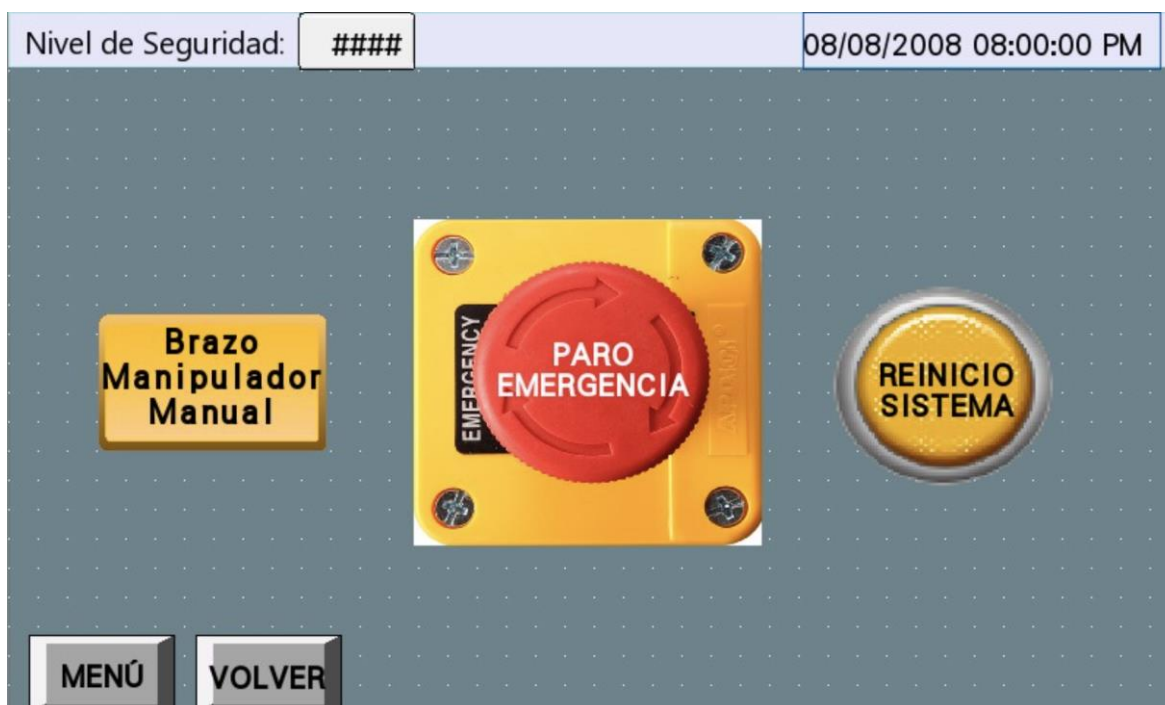 Nivel de Seguridad: ####
08/08/2008 08:00:00 PM
Brazo
Manipulador
Manual
EMERGENCY
PARO
EMERGENCIA
REINICIO
SISTEMA
MENÚ
VOLVER